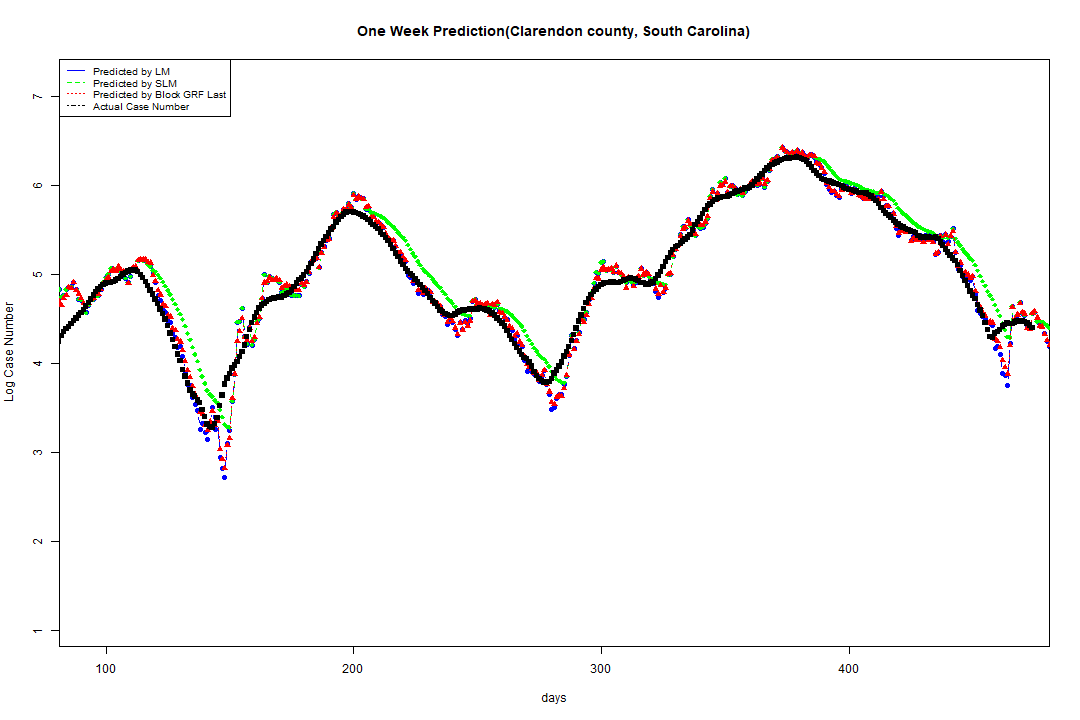 One Week Prediction(Clarendon county, South Carolina)
Predicted by LM
Predicted by SLM
Predicted by Block GRF Last
Actual Case Number
7
6
5
4
3
2
1
Log Case Number
100 200 300 400
days